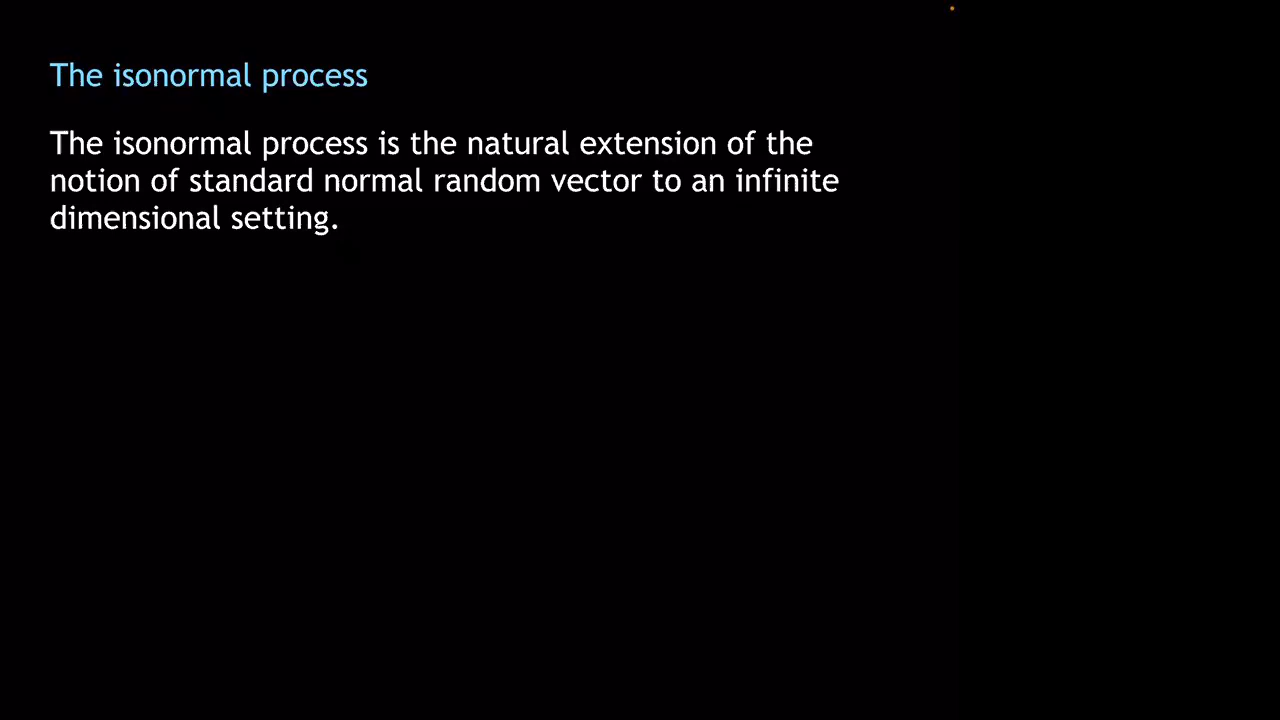 The isonormal process
The isonormal process is the natural extension of the
notion of standard normal random vector to an infinite
dimensional setting.